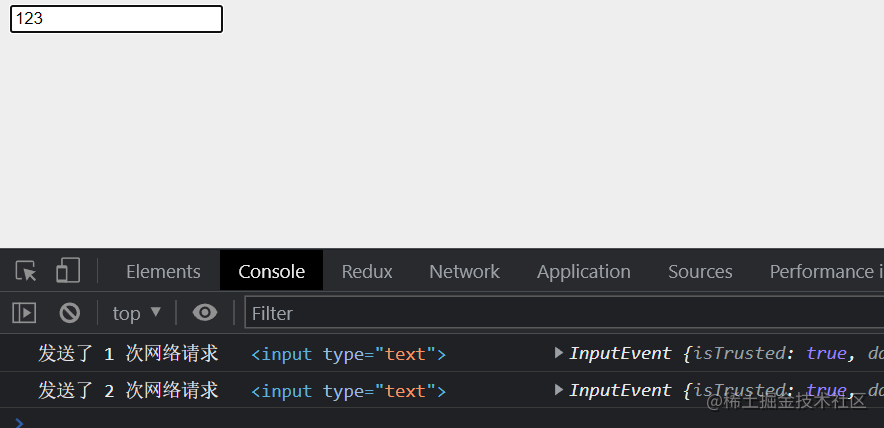 123
Elements Console Redux Network Application Sources Performance i
top ▼ Filter
发送了 1 次网络请求 <input type="text"> ▶ InputEvent {isTrusted: true, da
发送了 2 次网络请求 <input type="text"> ▶ InputEvent {isTrusted: true, da
>
@稀土掘金技术社区